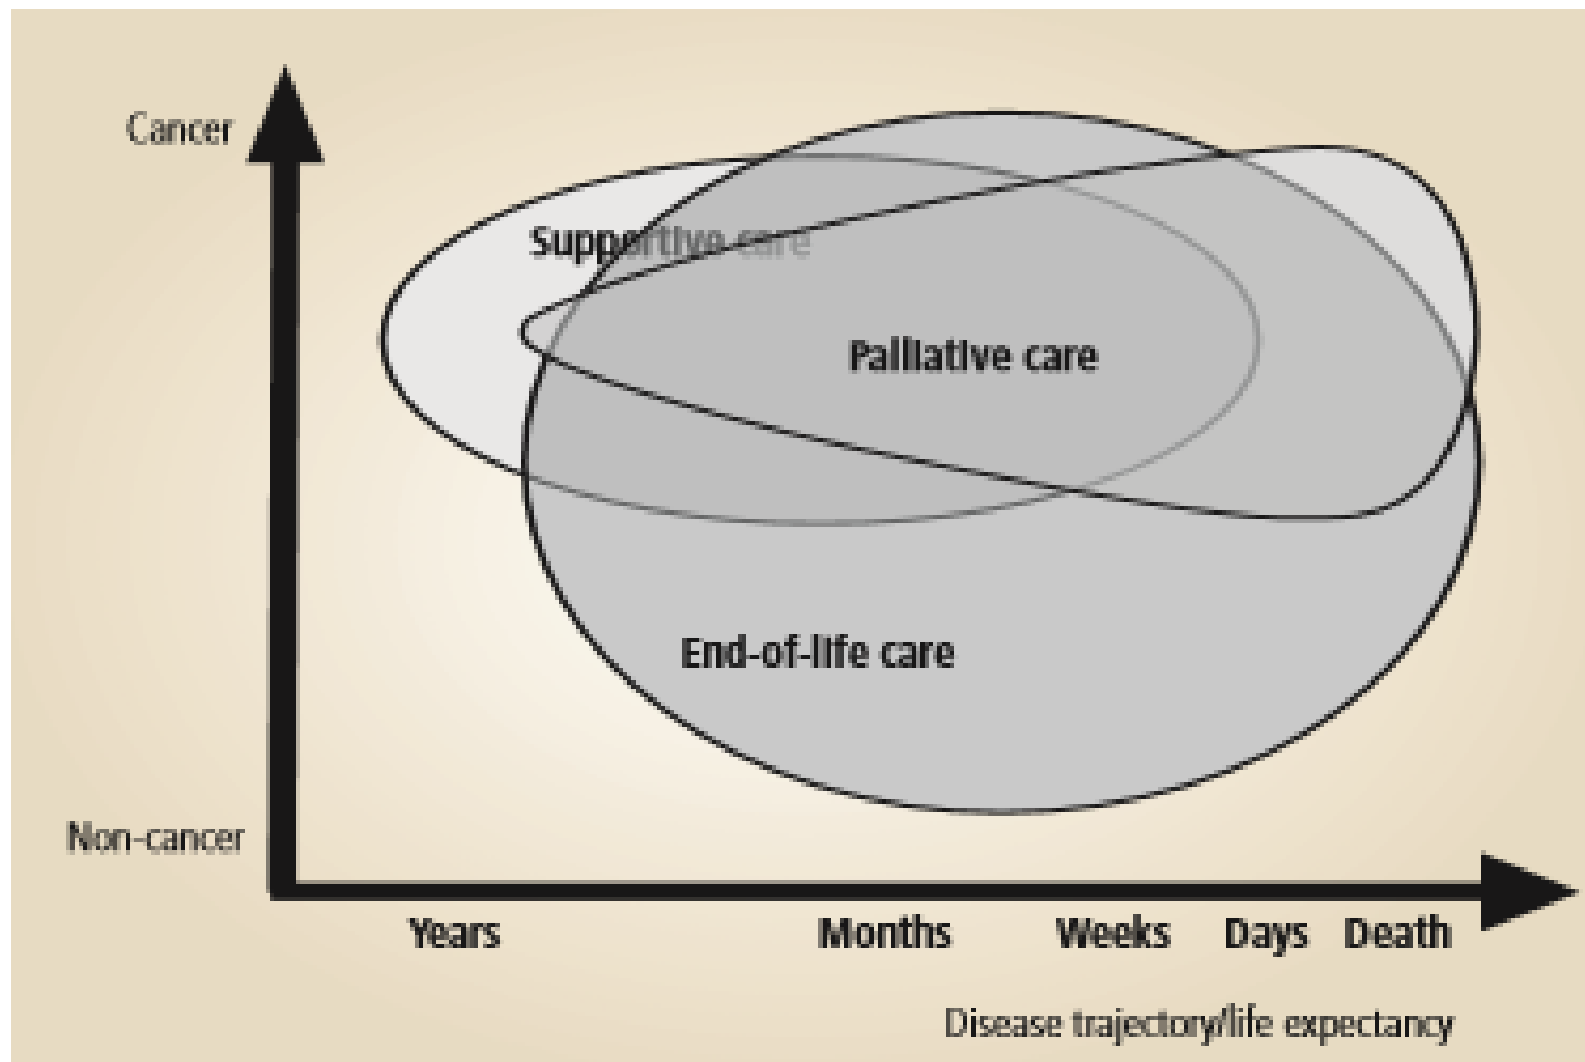 Cancer
Supportive care
Palliative care
End-of-life care
Non-cancer
Years Months Weeks Days Death
Disease trajectory/life expectancy